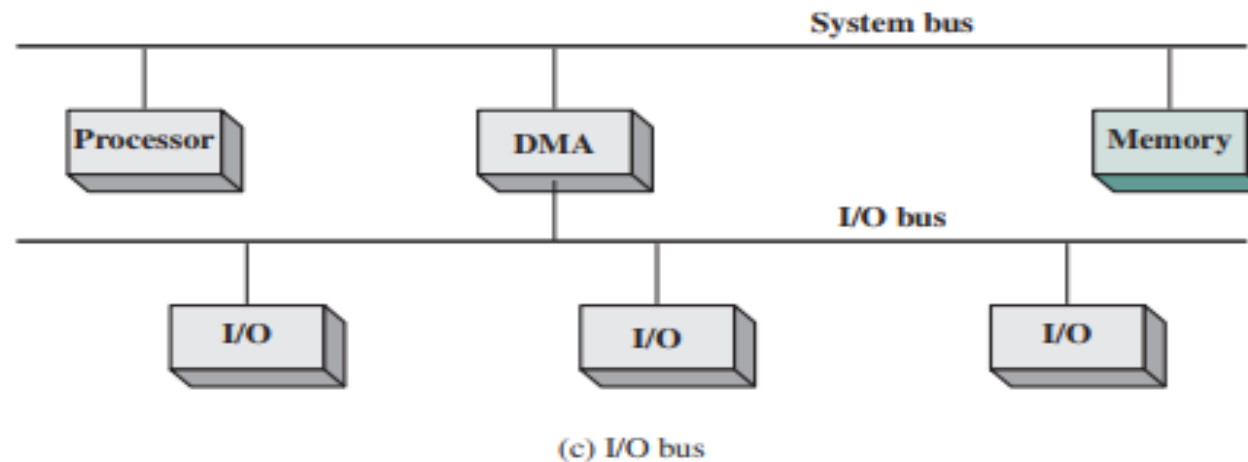 System bus
Processor
DMA
Memory
I/O bus
I/O
I/O
I/O
(c) I/O bus